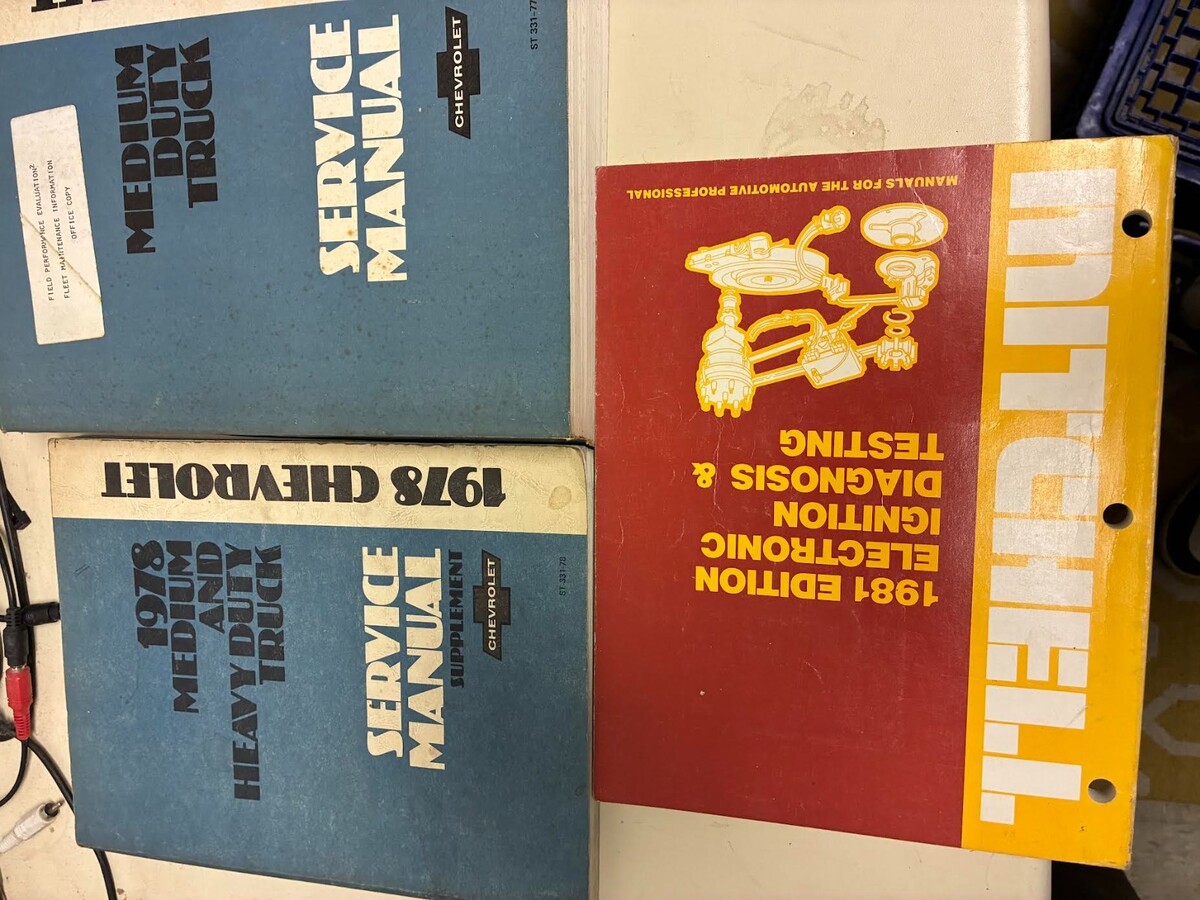 MEDIUM
DUTY
TRUCK
SERVICE
MANUAL
CHEVROLET
ST 331-77
FIELD PERFORMANCE EVALUATION
FLEET MAINTENANCE INFORMATION
OFFICE COPY
1978 CHEVROLET
1978
MEDIUM
AND
HEAVY DUTY
TRUCK
SERVICE
MANUAL
SUPPLEMENT
CHEVROLET
ST 331-78
MITCHELL
1981 EDITION
ELECTRONIC
IGNITION
DIAGNOSIS &
TESTING
MANUALS FOR THE AUTOMOTIVE PROFESSIONAL